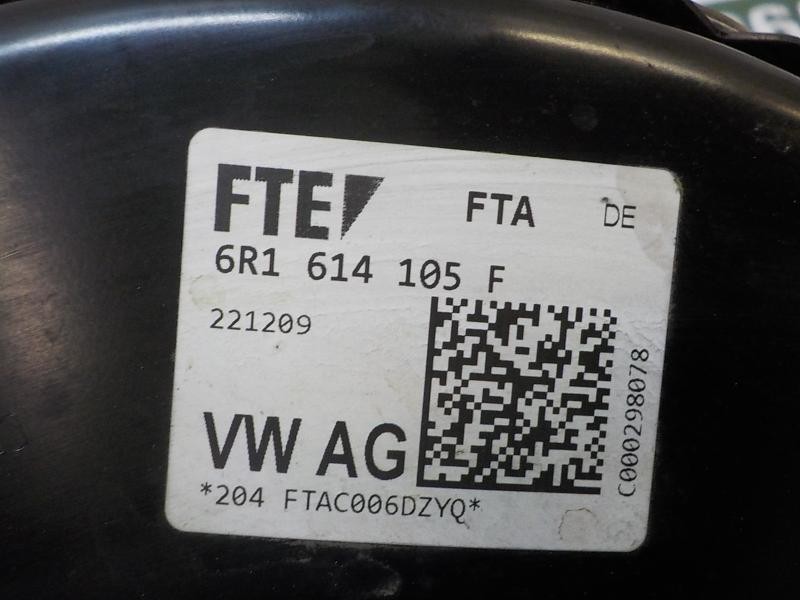 FTE FTA DE
6R1 614 105 F
221209
C000298078
VW AG
*204 FTAC006DZYQ*